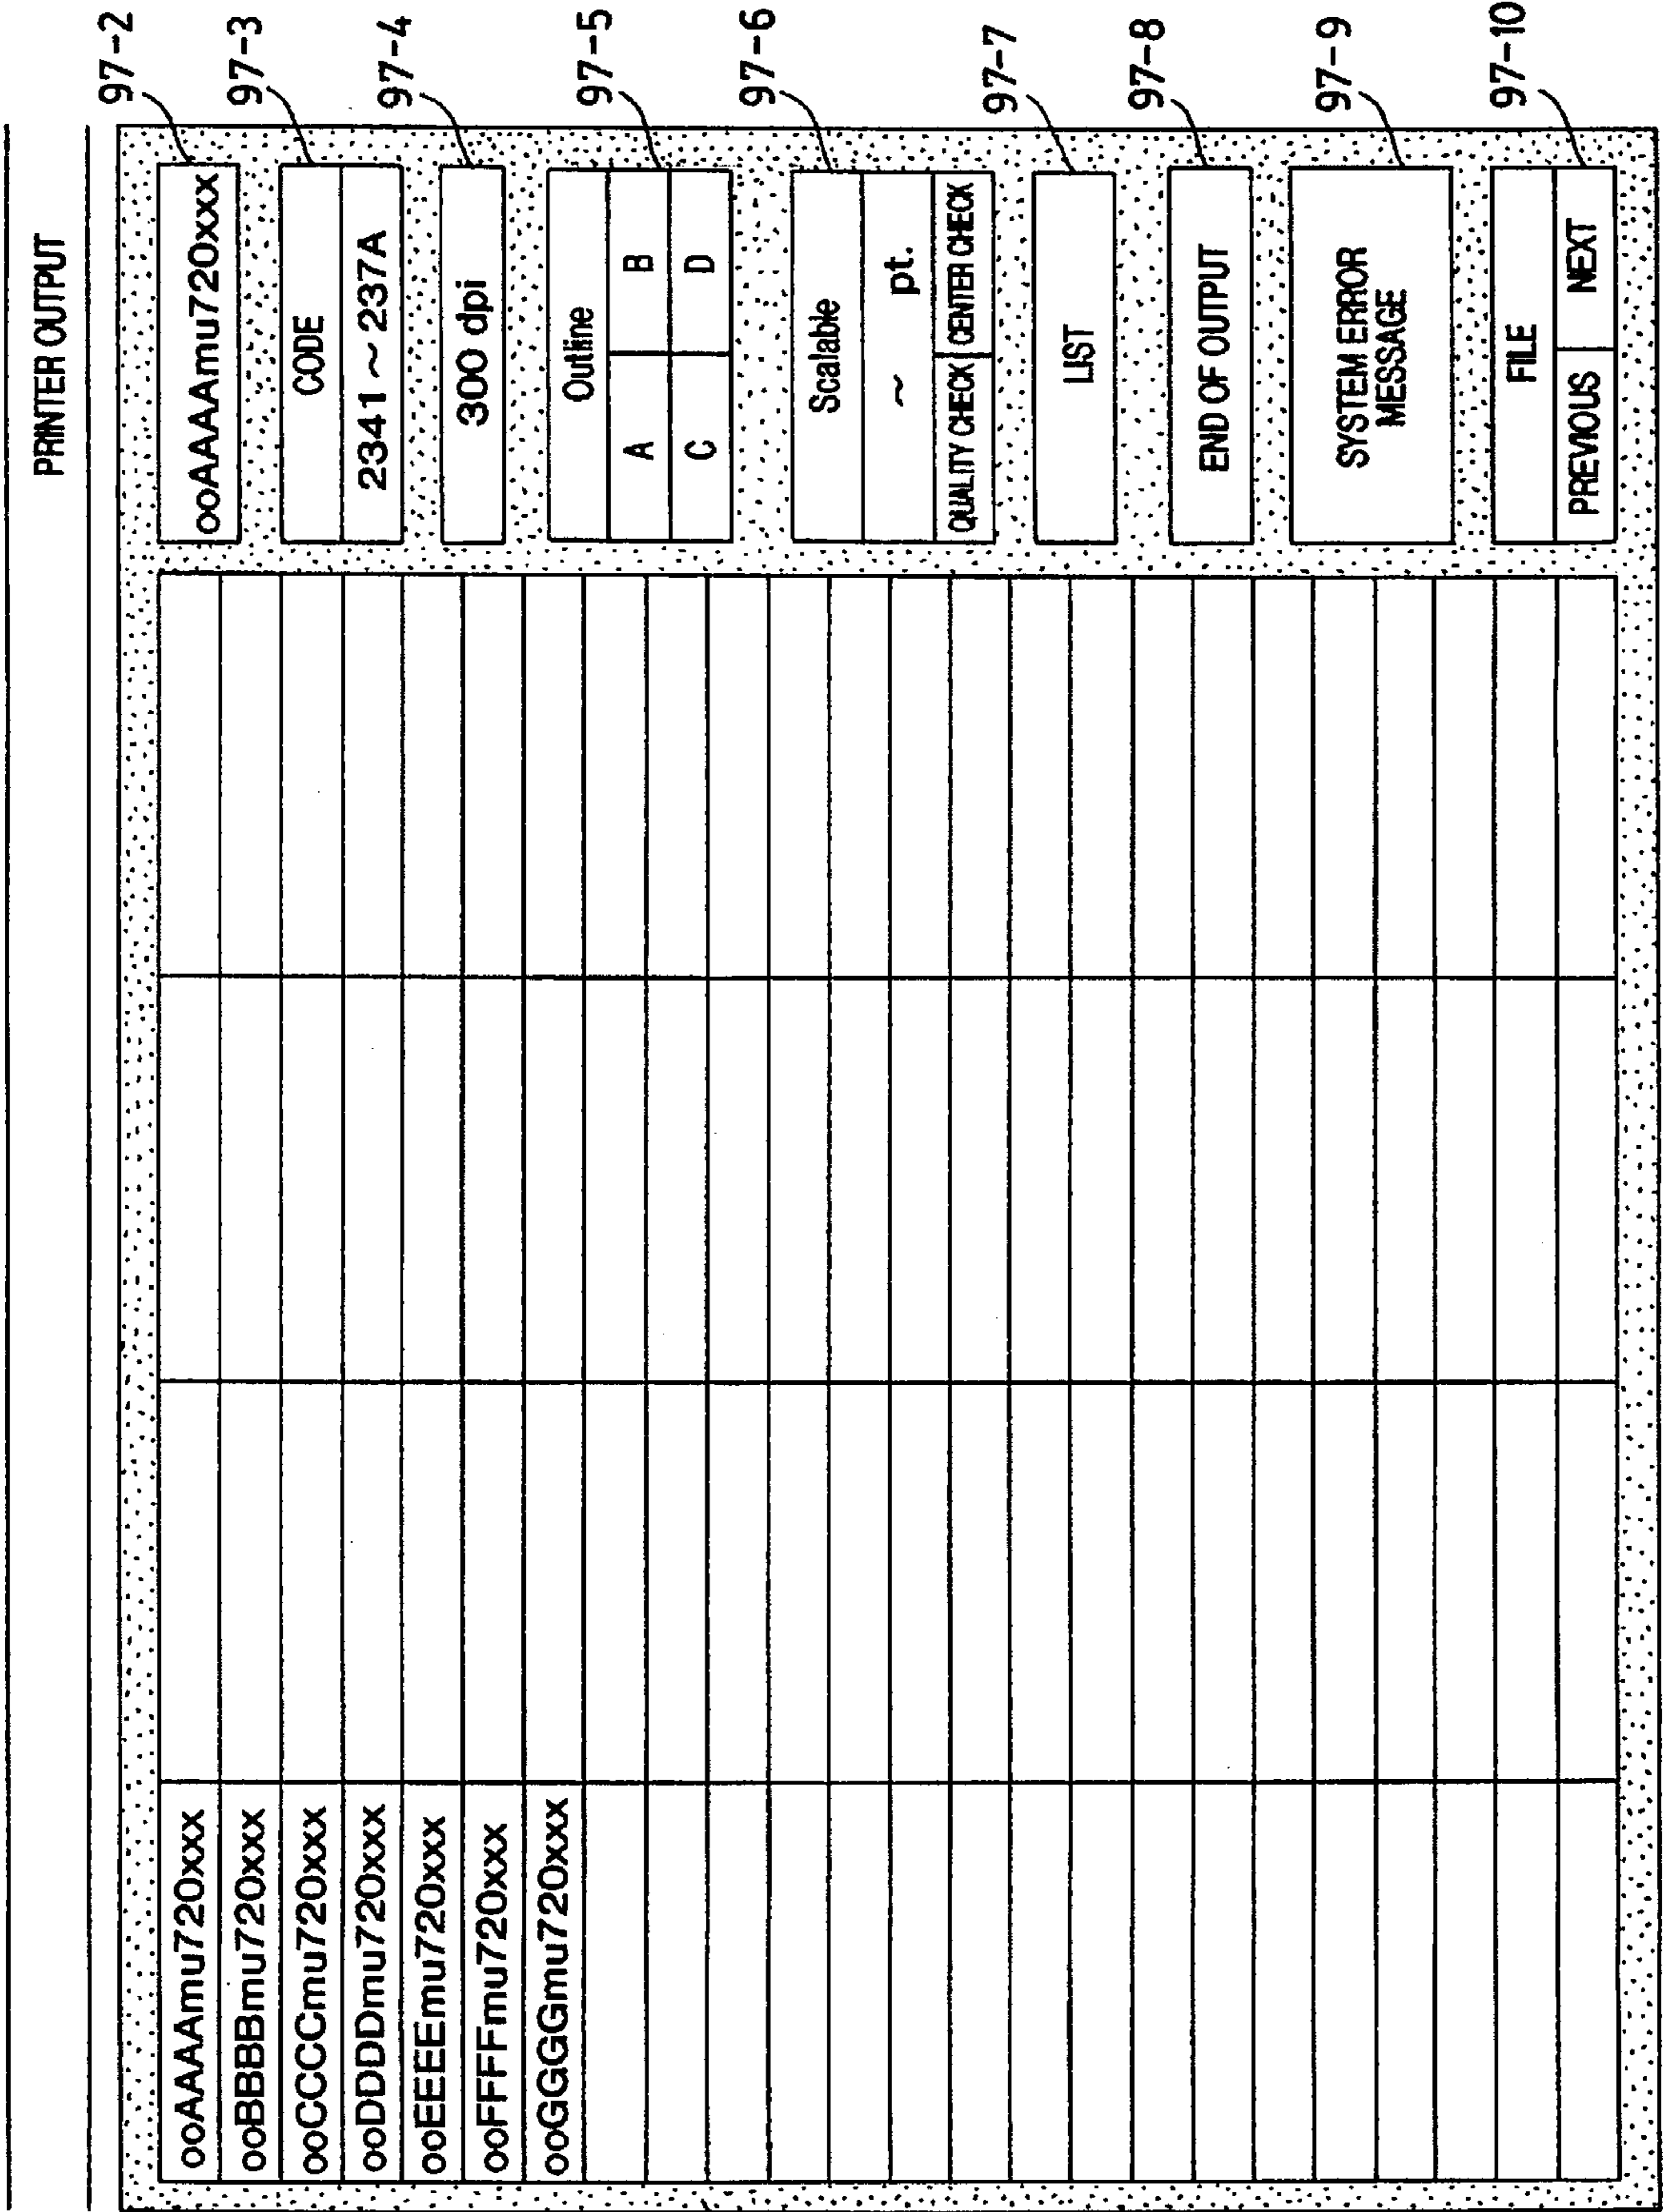 PRINTER OUTPUT
ooAAAAmu720xxx
ooBBBBmu720xxx
ooCCCCmu720xxx
ooDDDDmu720xxx
ooEEEEmu720xxx
ooFFFFmu720xxx
ooGGGGmu720xxx
ooAAAAmu720xxx
97-2
CODE
97-3
2341 ~ 237A
300 dpi
97-4
Outline
97-5
A B
C D
Scalable
97-6
~ pt.
QUALITY CHECK CENTER CHECK
LIST
97-7
END OF OUTPUT
97-8
SYSTEM ERROR
MESSAGE
97-9
FILE
97-10
PREVIOUS NEXT